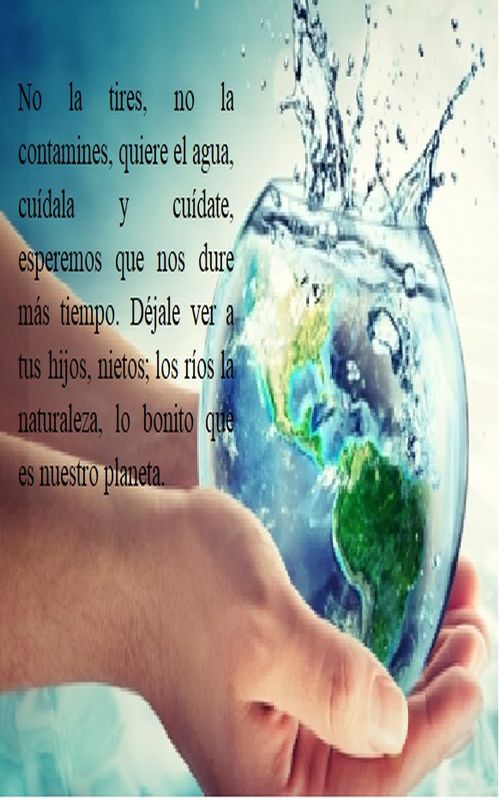 No la tires, no la
contamines, quiere el agua,
cuídala y cuídate,
esperemos que nos dure
más tiempo. Déjale ver a
tus hijos, nietos; los ríos la
naturaleza, lo bonito que
es nuestro planeta.